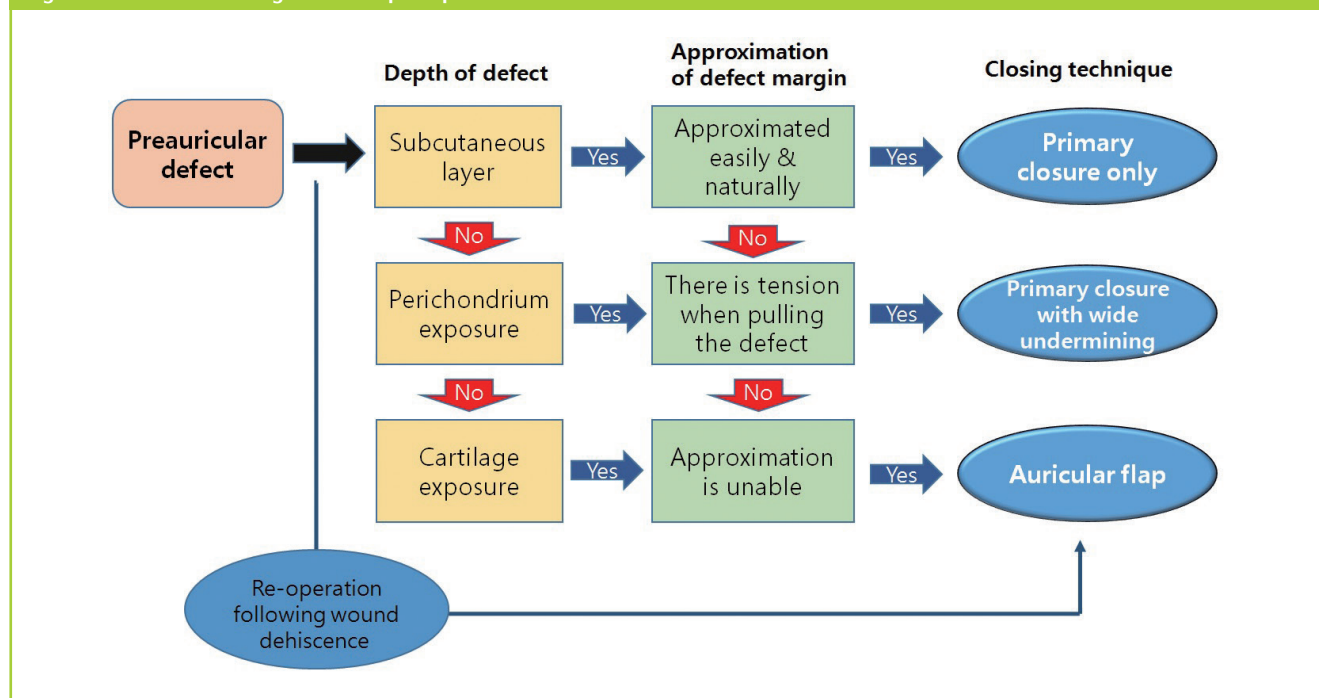 Depth of defect
Approximation
of defect margin
Closing technique
Preauricular
defect
Subcutaneous
layer
Yes
Approximated
easily &
naturally
Yes
Primary
closure only
No
No
Perichondrium
exposure
Yes
There is tension
when pulling
the defect
Yes
Primary closure
with wide
undermining
No
No
Cartilage
exposure
Yes
Approximation
is unable
Yes
Auricular flap
Re-operation
following wound
dehiscence